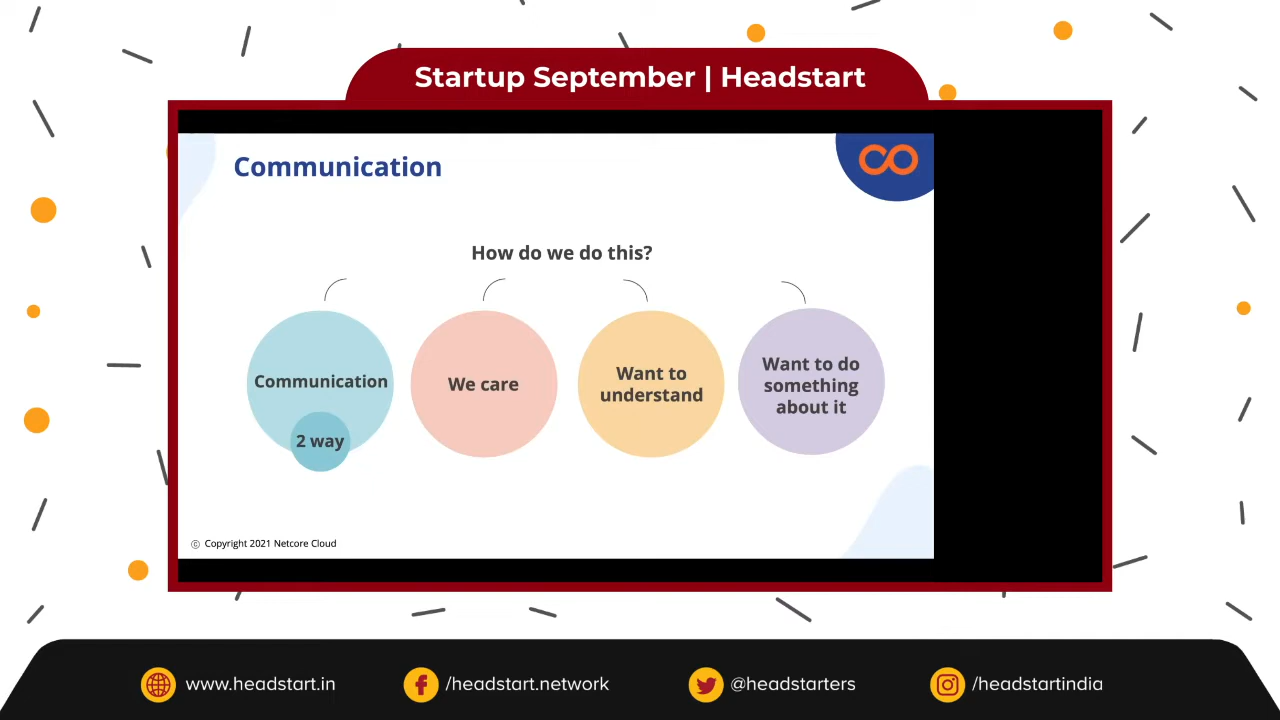 Startup September | Headstart
Communication
How do we do this?
Communication
2 way
We care
Want to
understand
Want to do
something
about it
© Copyright 2021 Netcore Cloud
www.headstart.in
/headstart.network
@headstarters
/headstartindia